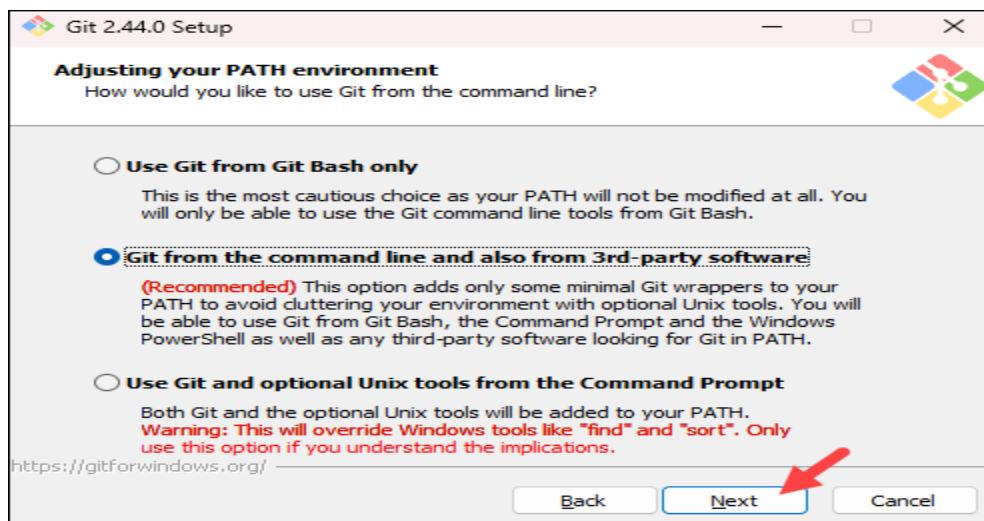 Git 2.44.0 Setup
Adjusting your PATH environment
How would you like to use Git from the command line?
Use Git from Git Bash only
This is the most cautious choice as your PATH will not be modified at all. You
will only be able to use the Git command line tools from Git Bash.
Git from the command line and also from 3rd-party software
(Recommended) This option adds only some minimal Git wrappers to your
PATH to avoid cluttering your environment with optional Unix tools. You will
be able to use Git from Git Bash, the Command Prompt and the Windows
PowerShell as well as any third-party software looking for Git in PATH.
Use Git and optional Unix tools from the Command Prompt
Both Git and the optional Unix tools will be added to your PATH.
Warning: This will override Windows tools like "find" and "sort". Only
use this option if you understand the implications.
https://gitforwindows.org/
Back Next Cancel